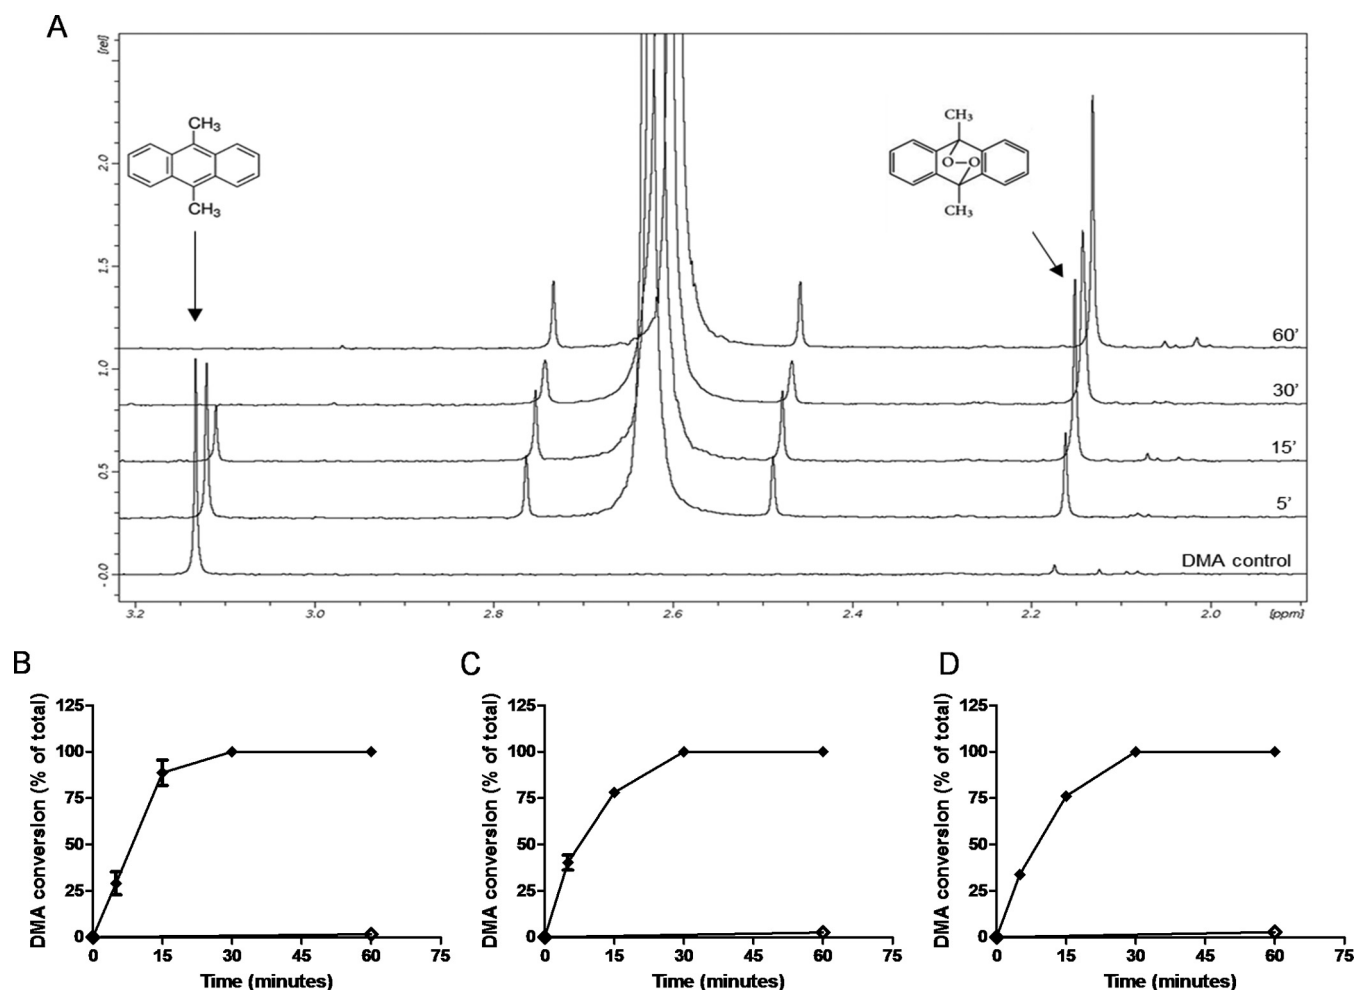 A
[rel]
2.0
1.5
1.0
0.5
- 0.0
CH₃
CH₃
CH₃
O
O
CH₃
60'
30'
15'
5'
DMA control
3.2
3.0
2.8
2.6
2.4
2.2
2.0
[ppm]
B
DMA conversion (% of total)
125
100
75
50
25
0
0
15
30
45
60
75
Time (minutes)
C
DMA conversion (% of total)
125
100
75
50
25
0
0
15
30
45
60
75
Time (minutes)
D
DMA conversion (% of total)
125
100
75
50
25
0
0
15
30
45
60
75
Time (minutes)